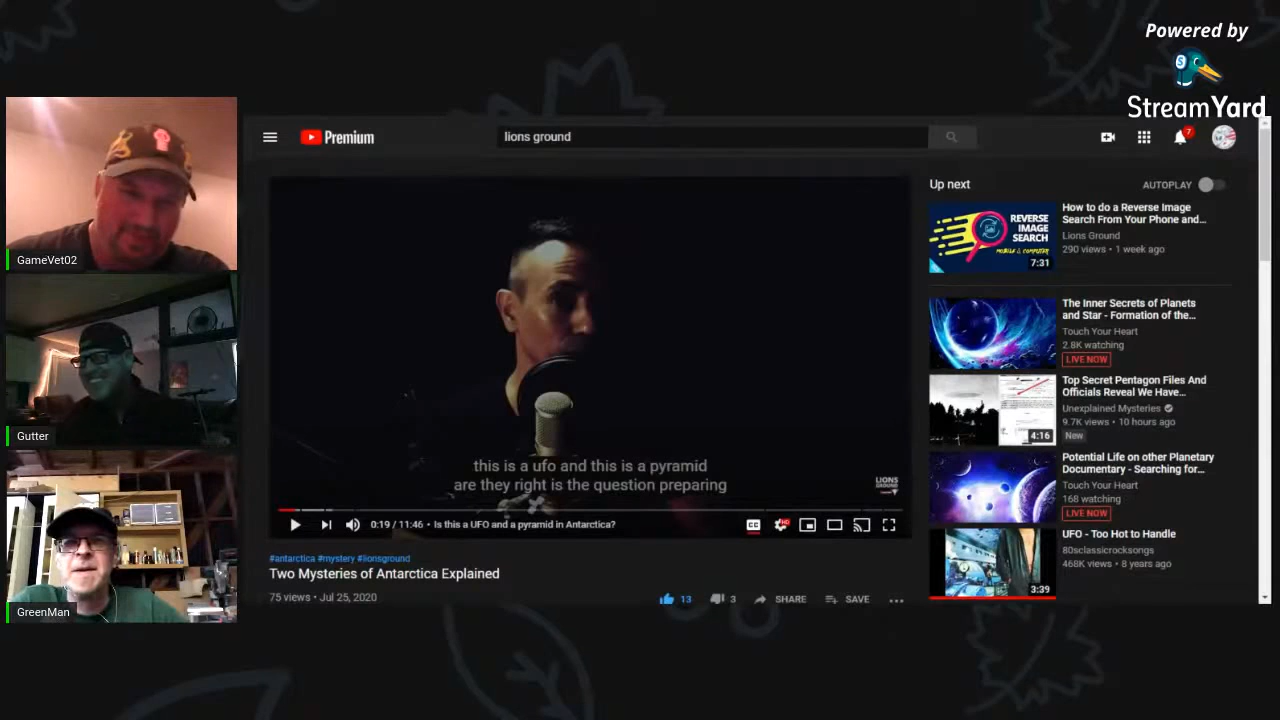 Powered by
StreamYard
GameVet02
Gutter
GreenMan
Premium
lions ground
7
this is a ufo and this is a pyramid
are they right is the question preparing
LIONS
GROUND
0:19 / 11:46 • Is this a UFO and a pyramid in Antarctica?
CC
HD
#antarctica #mystery #lionsground
Two Mysteries of Antarctica Explained
75 views • Jul 25, 2020
13
3
SHARE
SAVE
Up next
AUTOPLAY
REVERSE
IMAGE
SEARCH
MOBILE & COMPUTER
7:31
How to do a Reverse Image
Search From Your Phone and...
Lions Ground
290 views • 1 week ago
The Inner Secrets of Planets
and Star - Formation of the...
Touch Your Heart
2.8K watching
LIVE NOW
4:16
Top Secret Pentagon Files And
Officials Reveal We Have...
Unexplained Mysteries
9.7K views • 10 hours ago
New
Potential Life on other Planetary
Documentary - Searching for...
Touch Your Heart
168 watching
LIVE NOW
3:39
UFO - Too Hot to Handle
80sclassicrocksongs
468K views • 8 years ago